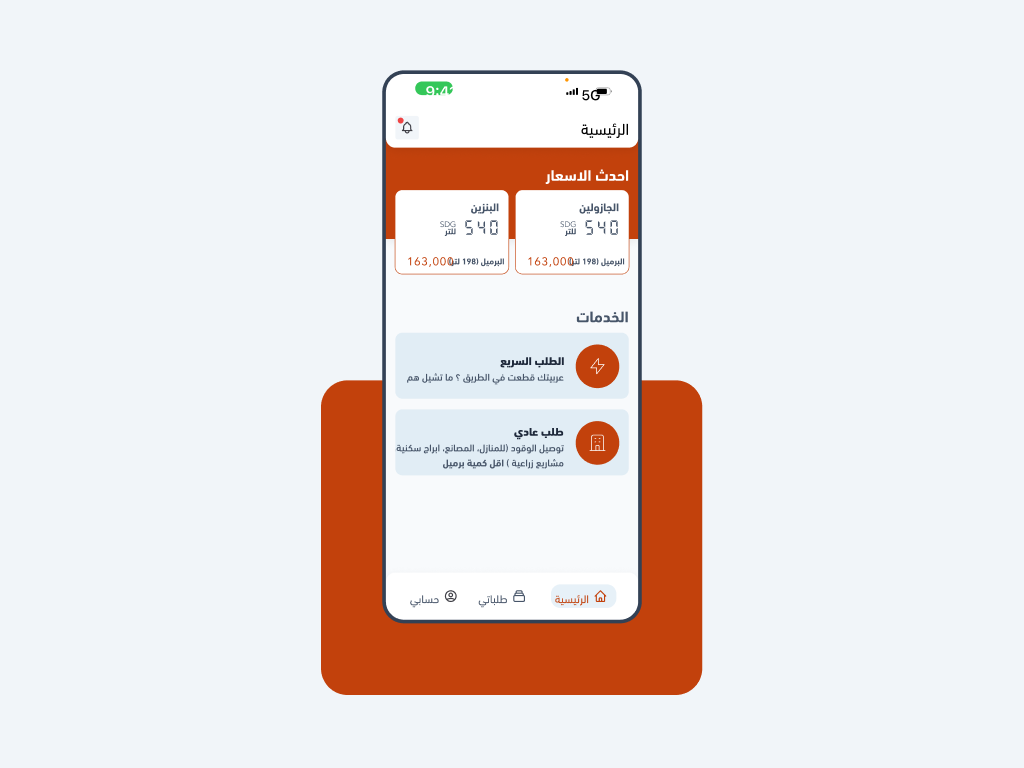 9:41
5G
الرئيسية
احدث الاسعار
الجازولين
540 SDG للتر
البرميل (198 لتر 163,000
البنزين
540 SDG للتر
البرميل (198 لتر 163,000
الخدمات
الطلب السريع
عربيتك قطعت في الطريق ؟ ما تشيل هم
طلب عادي
توصيل الوقود (للمنازل، المصانع، ابراج سكنية
مشاريع زراعية ) اقل كمية برميل
الرئيسية
طلباتي
حسابي